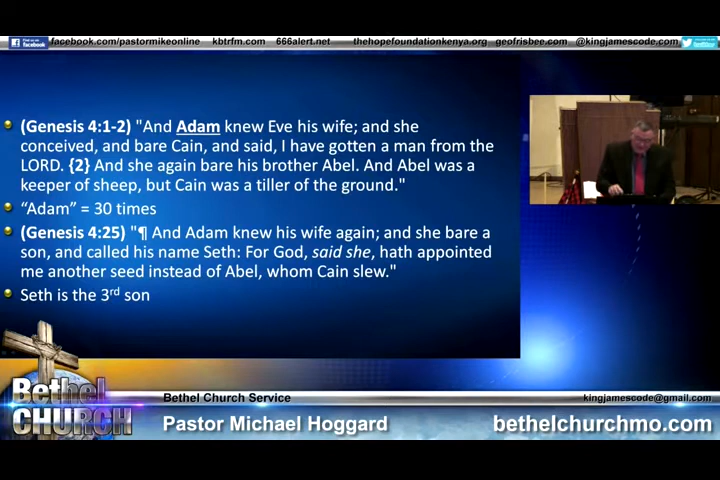 facebook.com/pastormikeonline kbtrfm.com 666alert.net thehopefoundationkenya.org geofrisbee.com @kingjamescode.com
(Genesis 4:1-2) "And Adam knew Eve his wife; and she
conceived, and bare Cain, and said, I have gotten a man from the
LORD. {2} And she again bare his brother Abel. And Abel was a
keeper of sheep, but Cain was a tiller of the ground."
“Adam” = 30 times
(Genesis 4:25) "¶ And Adam knew his wife again; and she bare a
son, and called his name Seth: For God, said she, hath appointed
me another seed instead of Abel, whom Cain slew."
Seth is the 3rd son
Bethel
CHURCH
Bethel Church Service kingjamescode@gmail.com
Pastor Michael Hoggard bethelchurchmo.com